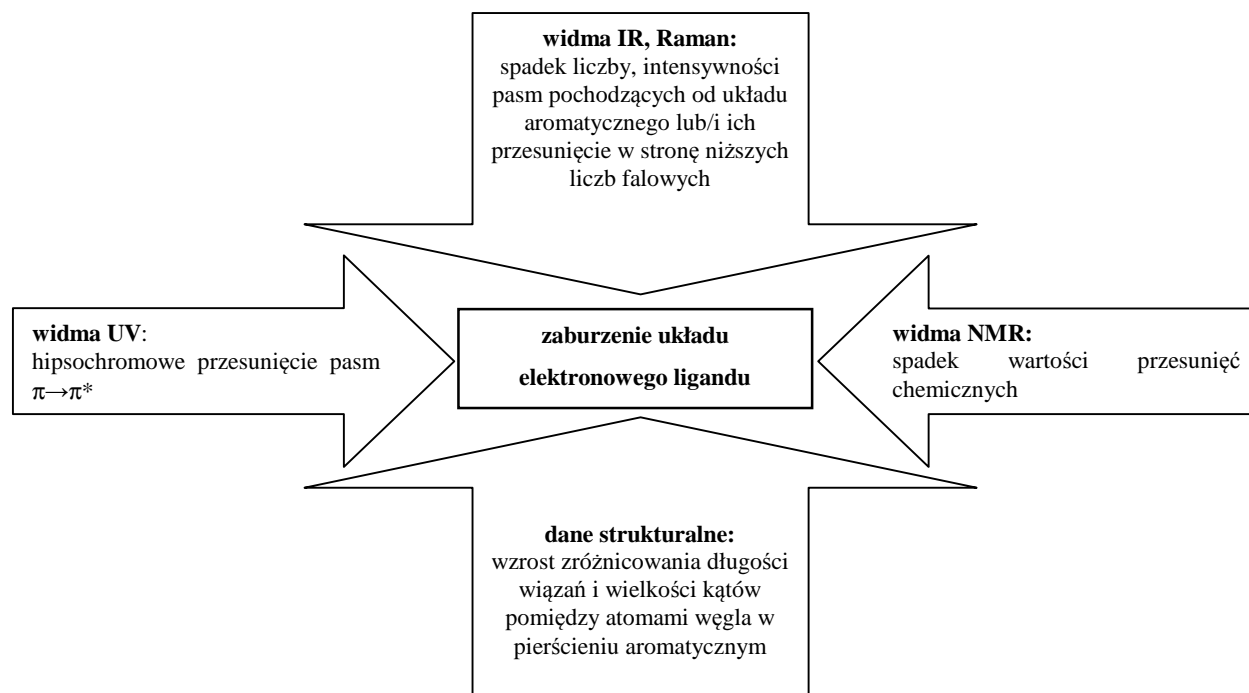 widma IR, Raman:
spadek liczby, intensywności
pasm pochodzących od układu
aromatycznego lub/i ich
przesunięcie w stronę niższych
liczb falowych
widma UV:
hipsochromowe przesunięcie pasm
π→π*
zaburzenie układu
elektronowego ligandu
widma NMR:
spadek wartości przesunięć
chemicznych
dane strukturalne:
wzrost zróżnicowania długości
wiązań i wielkości kątów
pomiędzy atomami węgla w
pierścieniu aromatycznym